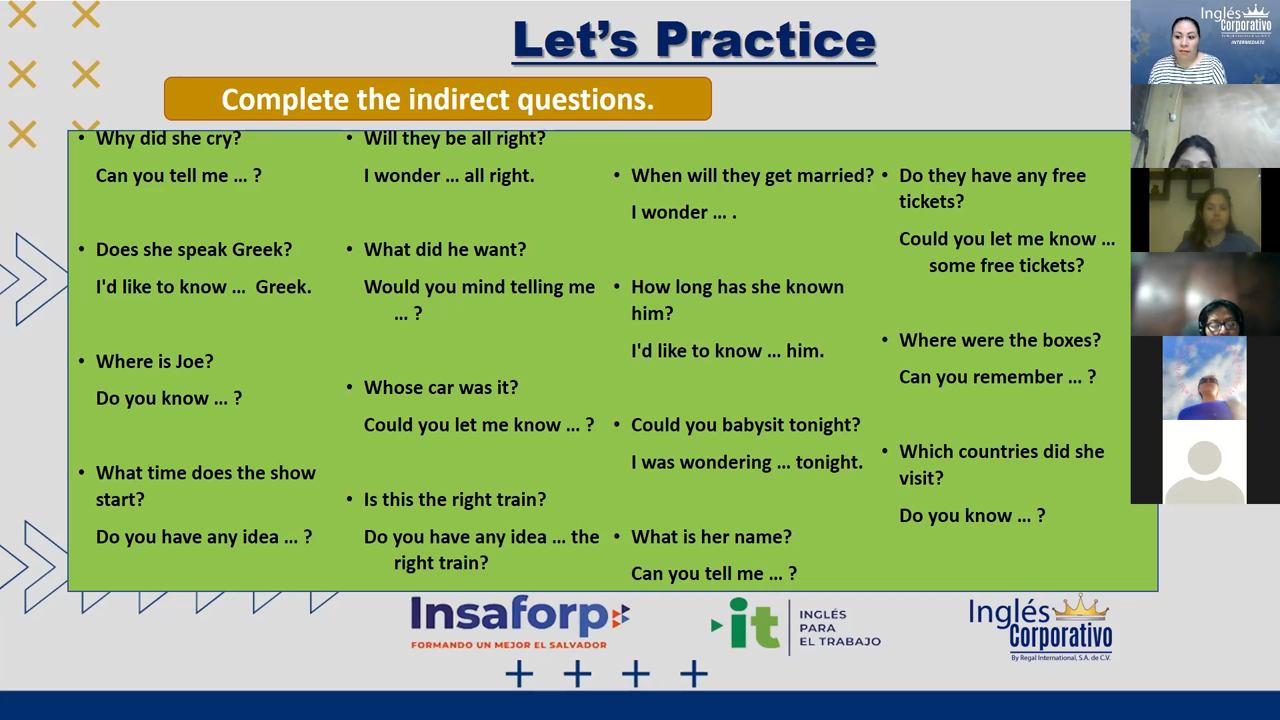 Let's Practice
Complete the indirect questions.
• Why did she cry?
Can you tell me ... ?
• Does she speak Greek?
I'd like to know ... Greek.
• Where is Joe?
Do you know ... ?
• What time does the show
start?
Do you have any idea ... ?
• Will they be all right?
I wonder ... all right.
• What did he want?
Would you mind telling me
... ?
• Whose car was it?
Could you let me know ... ?
• Is this the right train?
Do you have any idea ... the
right train?
• When will they get married?
I wonder ... .
• How long has she known
him?
I'd like to know ... him.
• Could you babysit tonight?
I was wondering ... tonight.
• What is her name?
Can you tell me ... ?
• Do they have any free
tickets?
Could you let me know ...
some free tickets?
• Where were the boxes?
Can you remember ... ?
• Which countries did she
visit?
Do you know ... ?
Inglés
Corporativo
INTERMEDIATE
Insaforp
FORMANDO UN MEJOR EL SALVADOR
it
INGLÉS
PARA
EL TRABAJO
Inglés
Corporativo
By Regal International, S.A. de C.V.